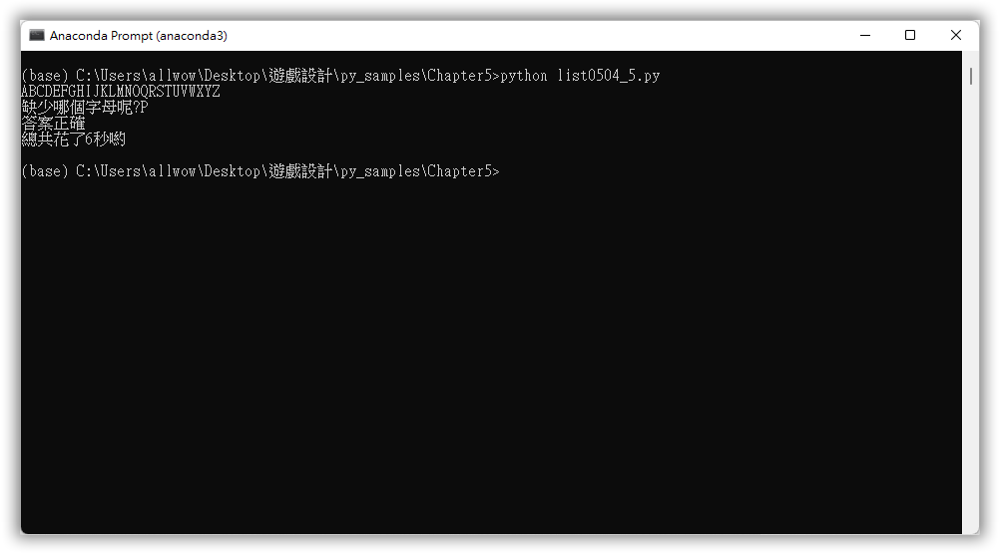 Anaconda Prompt (anaconda3)
(base) C:\Users\allwow\Desktop\遊戲設計\py_samples\Chapter5>python list0504_5.py
ABCDEFGHIJKLMNOQRSTUVWXYZ
缺少哪個字母呢?P
答案正確
總共花了6秒喲
(base) C:\Users\allwow\Desktop\遊戲設計\py_samples\Chapter5>